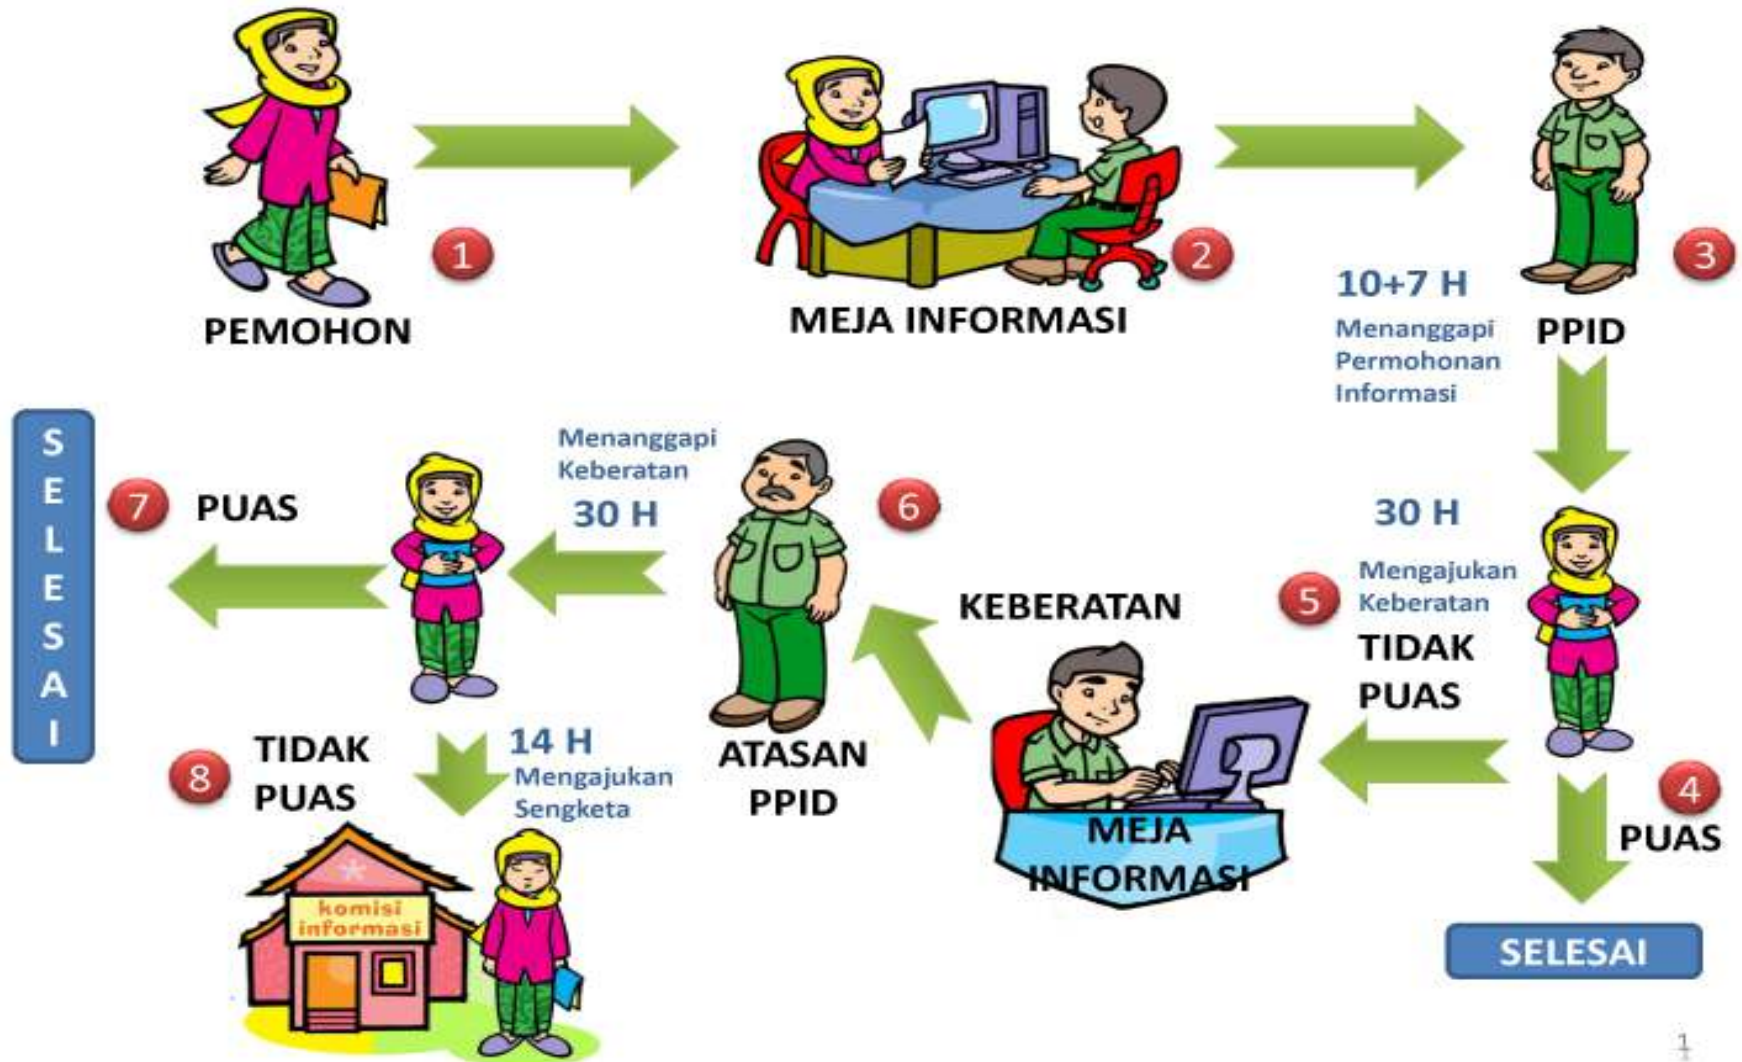 1
PEMOHON
2
MEJA INFORMASI
3
PPID
10+7 H
Menanggapi
Permohonan
Informasi
4
PUAS
SELESAI
30 H
Mengajukan
Keberatan
5
TIDAK
PUAS
MEJA
INFORMASI
KEBERATAN
6
ATASAN
PPID
Menanggapi
Keberatan
30 H
7
PUAS
S
E
L
E
S
A
I
8
TIDAK
PUAS
14 H
Mengajukan
Sengketa
komisi
informasi
1